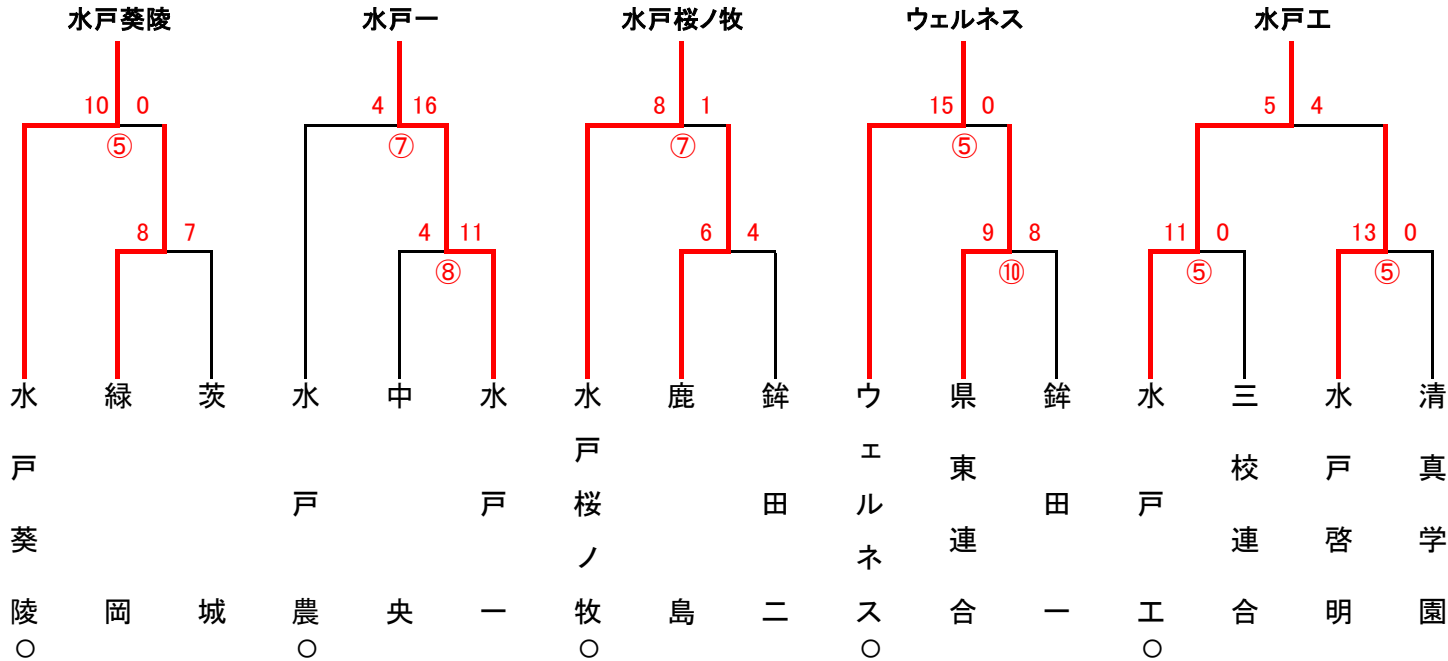 水戸葵陵 水戸一 水戸桜ノ牧 ウェルネス 水戸工
10 0 4 16 8 1 15 0 5 4
⑤ ⑦ ⑦ ⑤
8 7 4 11 6 4 9 8 11 0 13 0
⑧ ⑩ ⑤ ⑤
水戸葵陵○
緑岡
茨城
水戸農○
中央
水戸一
水戸桜ノ牧○
鹿島
鉾田二
ウェルネス○
県東連合
鉾田一
水戸工○
三校連合
水戸啓明
清真学園